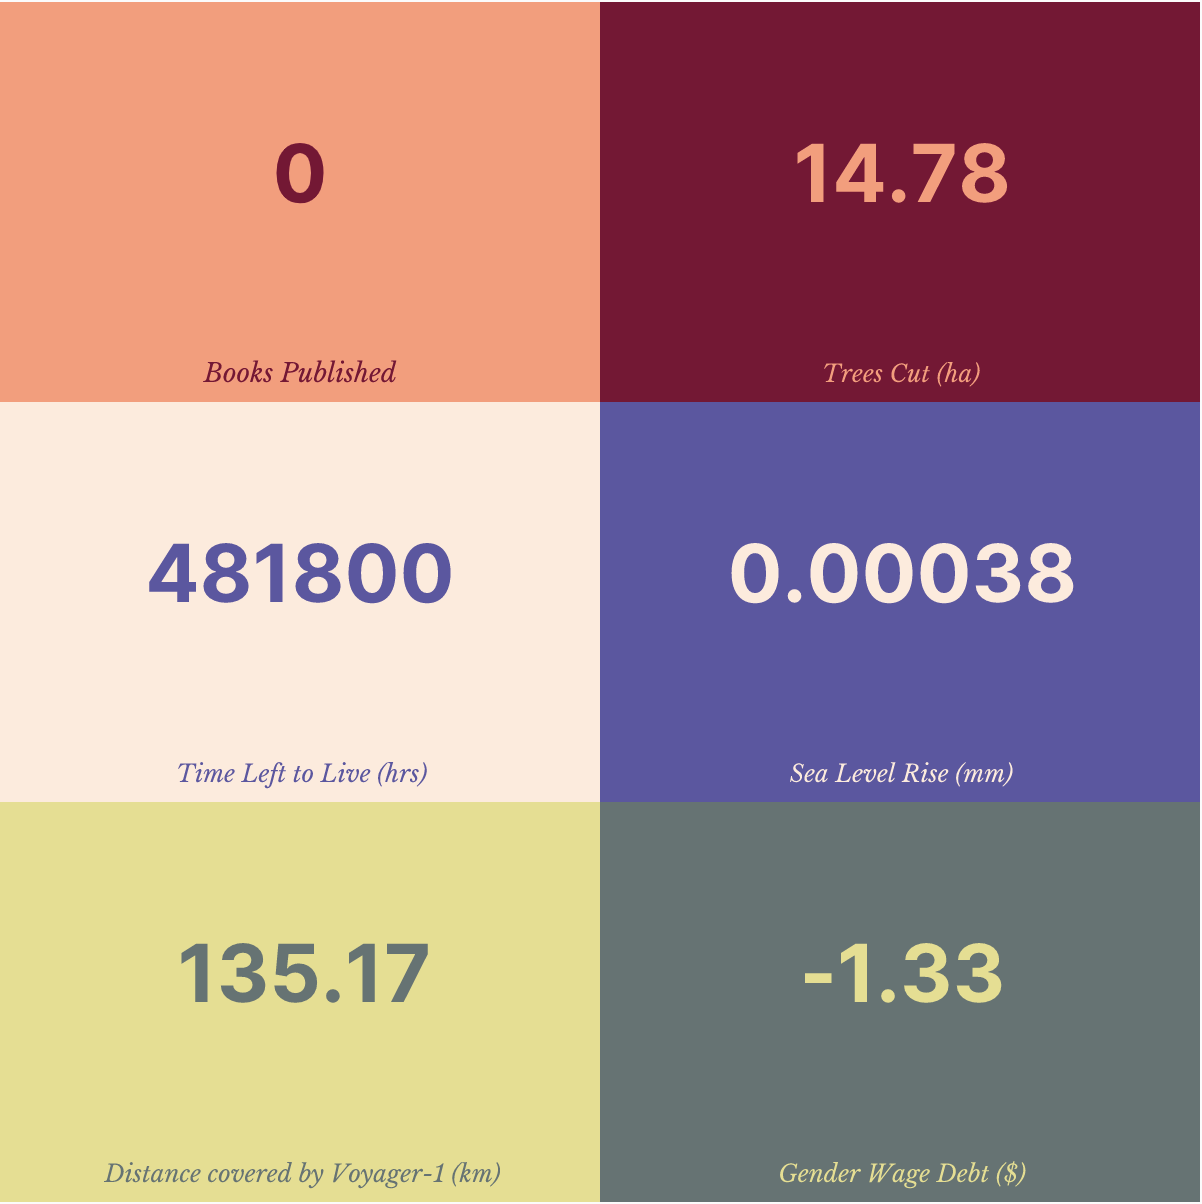 0
14.78
Books Published
Trees Cut (ha)
481800
0.00038
Time Left to Live (hrs)
Sea Level Rise (mm)
135.17
-1.33
Distance covered by Voyager-1 (km)
Gender Wage Debt ($)